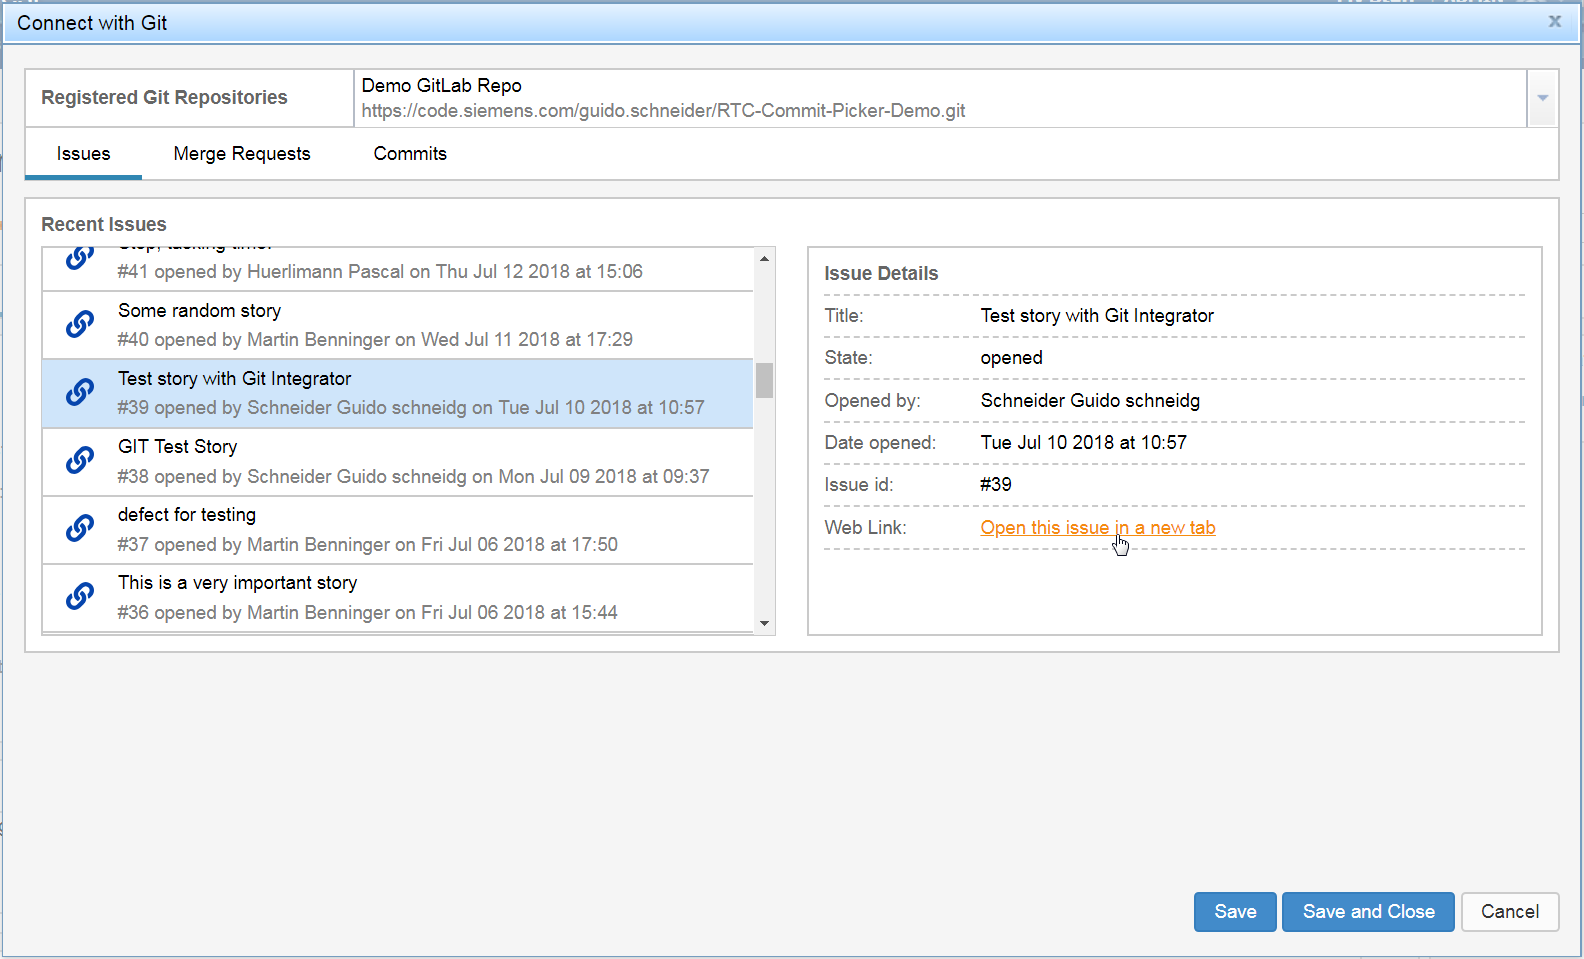 Connect with Git
x
Registered Git Repositories
Demo GitLab Repo
https://code.siemens.com/guido.schneider/RTC-Commit-Picker-Demo.git
Issues
Merge Requests
Commits
Recent Issues
#41 opened by Huerlimann Pascal on Thu Jul 12 2018 at 15:06
Some random story
#40 opened by Martin Benninger on Wed Jul 11 2018 at 17:29
Test story with Git Integrator
#39 opened by Schneider Guido schneidg on Tue Jul 10 2018 at 10:57
GIT Test Story
#38 opened by Schneider Guido schneidg on Mon Jul 09 2018 at 09:37
defect for testing
#37 opened by Martin Benninger on Fri Jul 06 2018 at 17:50
This is a very important story
#36 opened by Martin Benninger on Fri Jul 06 2018 at 15:44
Issue Details
Title: Test story with Git Integrator
State: opened
Opened by: Schneider Guido schneidg
Date opened: Tue Jul 10 2018 at 10:57
Issue id: #39
Web Link: Open this issue in a new tab
Save
Save and Close
Cancel